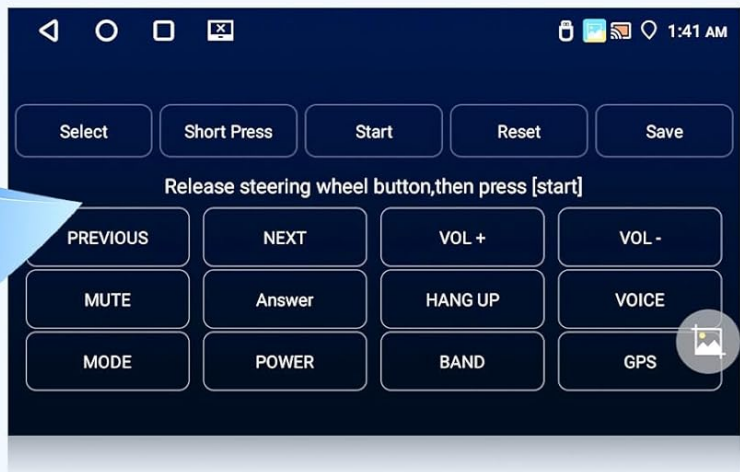 1:41 AM
Select Short Press Start Reset Save
Release steering wheel button,then press [start]
PREVIOUS NEXT VOL + VOL -
MUTE Answer HANG UP VOICE
MODE POWER BAND GPS